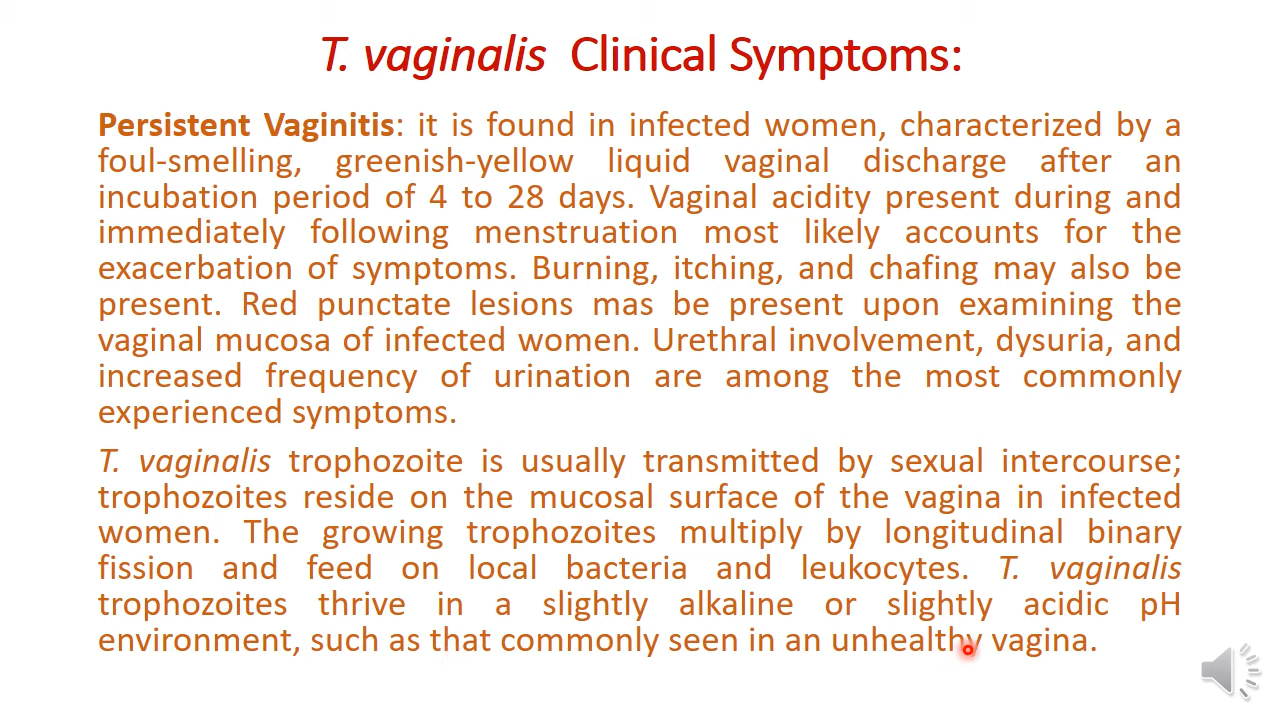 T. vaginalis Clinical Symptoms:
Persistent Vaginitis: it is found in infected women, characterized by a
foul-smelling, greenish-yellow liquid vaginal discharge after an
incubation period of 4 to 28 days. Vaginal acidity present during and
immediately following menstruation most likely accounts for the
exacerbation of symptoms. Burning, itching, and chafing may also be
present. Red punctate lesions mas be present upon examining the
vaginal mucosa of infected women. Urethral involvement, dysuria, and
increased frequency of urination are among the most commonly
experienced symptoms.
T. vaginalis trophozoite is usually transmitted by sexual intercourse;
trophozoites reside on the mucosal surface of the vagina in infected
women. The growing trophozoites multiply by longitudinal binary
fission and feed on local bacteria and leukocytes. T. vaginalis
trophozoites thrive in a slightly alkaline or slightly acidic pH
environment, such as that commonly seen in an unhealthy vagina.